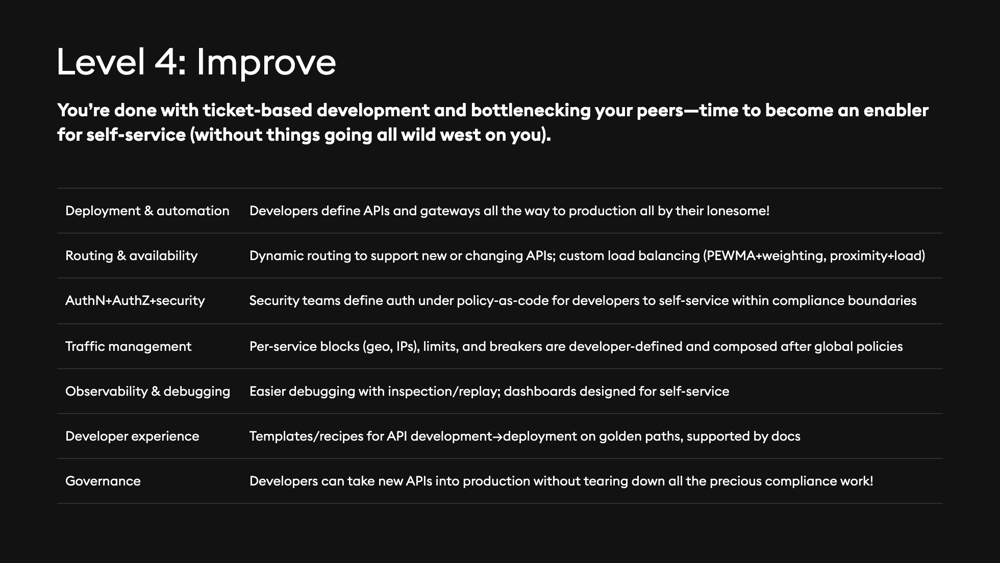 Level 4: Improve
You’re done with ticket-based development and bottlenecking your peers—time to become an enabler
for self-service (without things going all wild west on you).
Deployment & automation Developers define APIs and gateways all the way to production all by their lonesome!
Routing & availability Dynamic routing to support new or changing APIs; custom load balancing (PEWMA+weighting, proximity+load)
AuthN+AuthZ+security Security teams define auth under policy-as-code for developers to self-service within compliance boundaries
Traffic management Per-service blocks (geo, IPs), limits, and breakers are developer-defined and composed after global policies
Observability & debugging Easier debugging with inspection/replay; dashboards designed for self-service
Developer experience Templates/recipes for API development→deployment on golden paths, supported by docs
Governance Developers can take new APIs into production without tearing down all the precious compliance work!